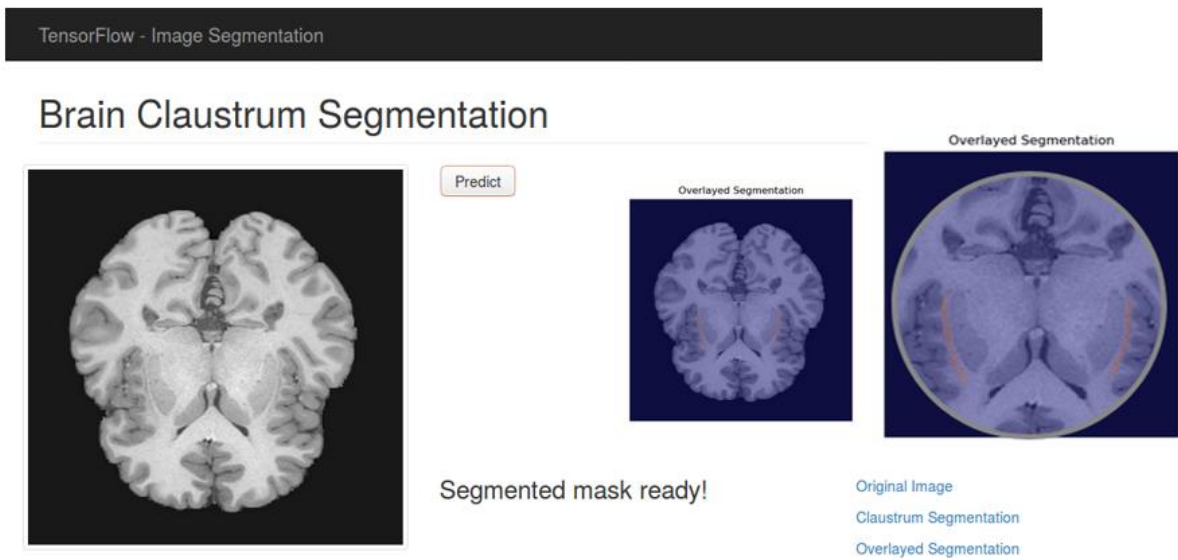 TensorFlow - Image Segmentation
Brain Claustrum Segmentation
Predict
Overlayed Segmentation
Overlayed Segmentation
Segmented mask ready!
Original Image
Claustrum Segmentation
Overlayed Segmentation